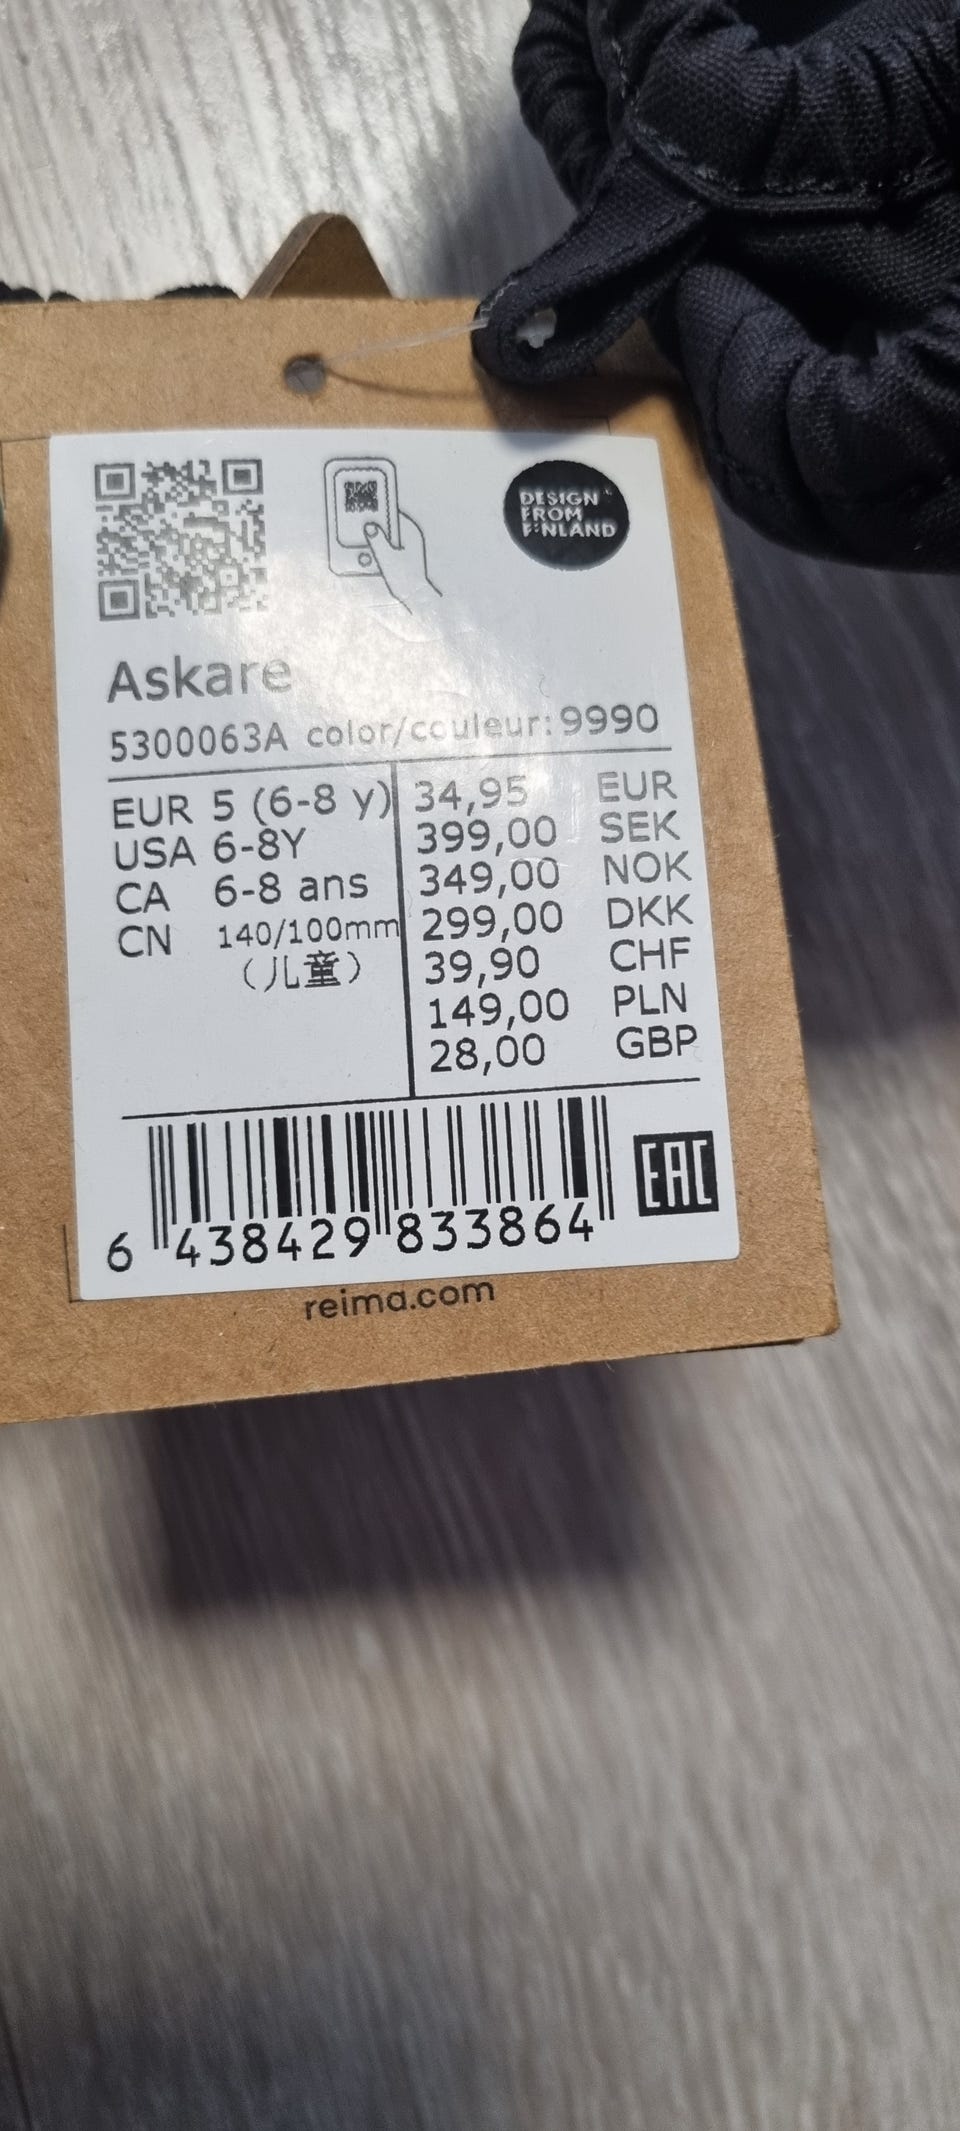 DESIGN
FROM
FINLAND
Askare
5300063A color/couleur: 9990
EUR 5 (6-8 y)
USA 6-8Y
CA 6-8 ans
CN 140/100mm
（儿童）
34,95 EUR
399,00 SEK
349,00 NOK
299,00 DKK
39,90 CHF
149,00 PLN
28,00 GBP
6 438429 833864
EAC
reima.com